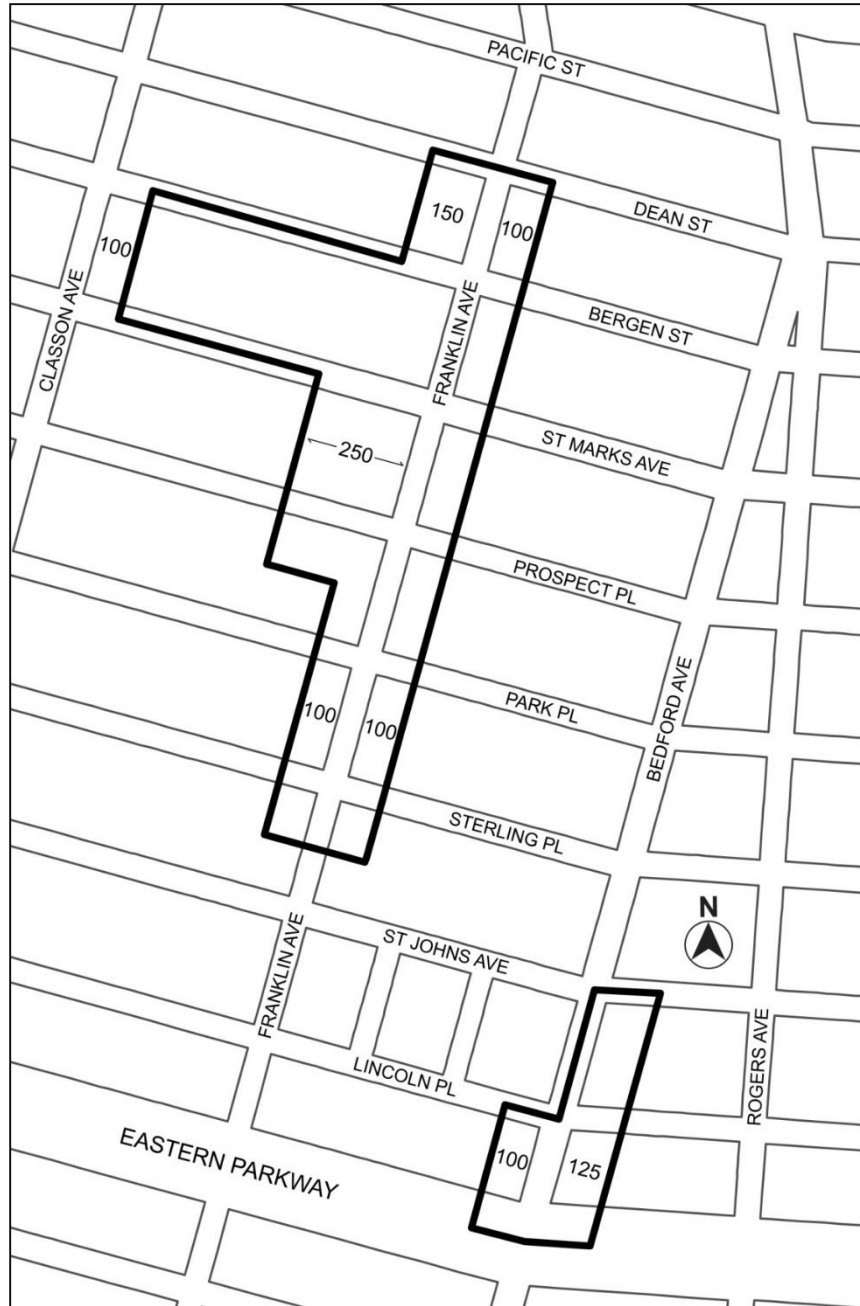 PACIFIC ST
150
100
DEAN ST
100
CLASSON AVE
FRANKLIN AVE
BERGEN ST
250
ST MARKS AVE
PROSPECT PL
PARK PL
BEDFORD AVE
100
100
STERLING PL
N
FRANKLIN AVE
ST JOHNS AVE
ROGERS AVE
LINCOLN PL
EASTERN PARKWAY
100
125